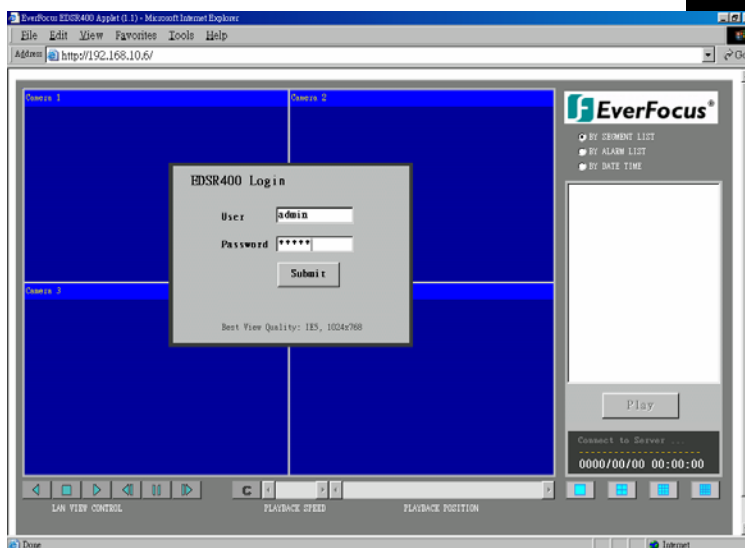 EverFocus EDSR400 Applet (1.1) - Microsoft Internet Explorer
File Edit View Favorites Tools Help
Address http://192.168.10.6/ Go
Camera 1
Camera 2
EverFocus®
BY SEGMENT LIST
BY ALARM LIST
BY DATE TIME
EDSR400 Login
User admin
Password *****
Submit
Camera 3
Best View Quality: IE5, 1024x768
Play
Connect to Server ...
0000/00/00 00:00:00
C
LAN VIEW CONTROL
PLAYBACK SPEED
PLAYBACK POSITION
Done
Internet